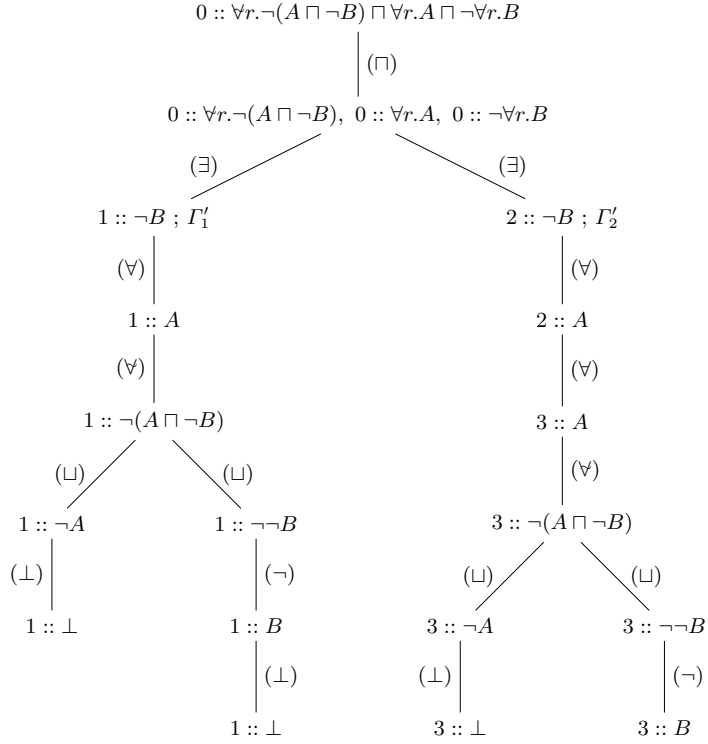 0 :: ∀̴r.¬(A ⊓ ¬B) ⊓ ∀r.A ⊓ ¬∀r.B
(⊓)
0 :: ∀̴r.¬(A ⊓ ¬B), 0 :: ∀r.A, 0 :: ¬∀r.B
(∃) (∃)
1 :: ¬B ; Γ′₁ 2 :: ¬B ; Γ′₂
(∀) (∀)
1 :: A 2 :: A
(∀̴) (∀)
1 :: ¬(A ⊓ ¬B) 3 :: A
(⊔) (⊔) (∀̴)
1 :: ¬A 1 :: ¬¬B 3 :: ¬(A ⊓ ¬B)
(⊥) (¬) (⊔) (⊔)
1 :: ⊥ 1 :: B 3 :: ¬A 3 :: ¬¬B
(⊥) (⊥) (¬)
1 :: ⊥ 3 :: ⊥ 3 :: B